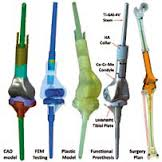 Ti-6Al-4V
Stem
HA
Collar
Co-Cr-Mo
Condyle
UHMWPE
Tibial Plate
CAD
model
FEM
Testing
Plastic Model
Functional
Prosthesis
Surgery
Plan